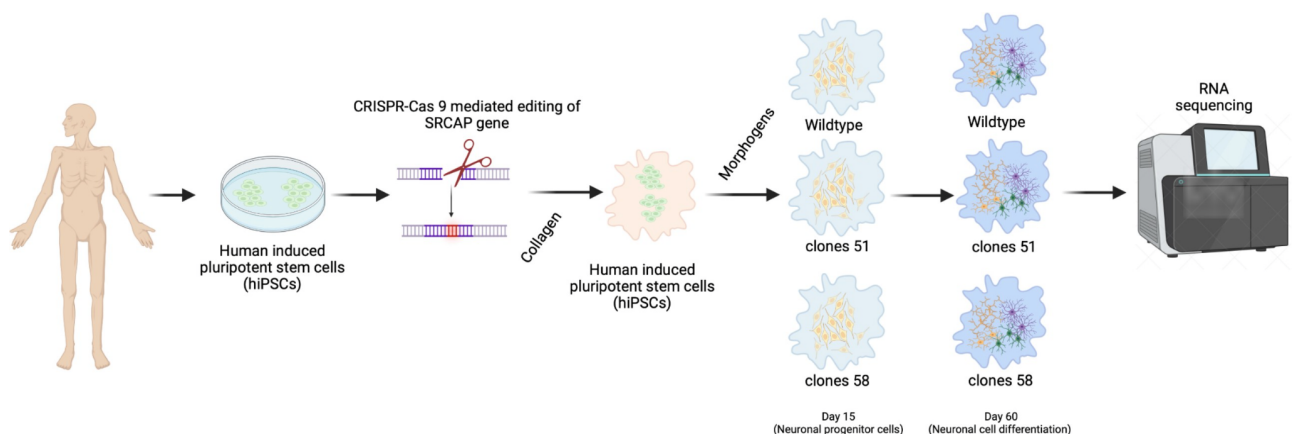 CRISPR-Cas 9 mediated editing of
SRCAP gene
Human induced
pluripotent stem cells
(hiPSCs)
Collagen
Human induced
pluripotent stem cells
(hiPSCs)
Morphogens
Wildtype
clones 51
clones 58
Day 15
(Neuronal progenitor cells)
Wildtype
clones 51
clones 58
Day 60
(Neuronal cell differentiation)
RNA
sequencing